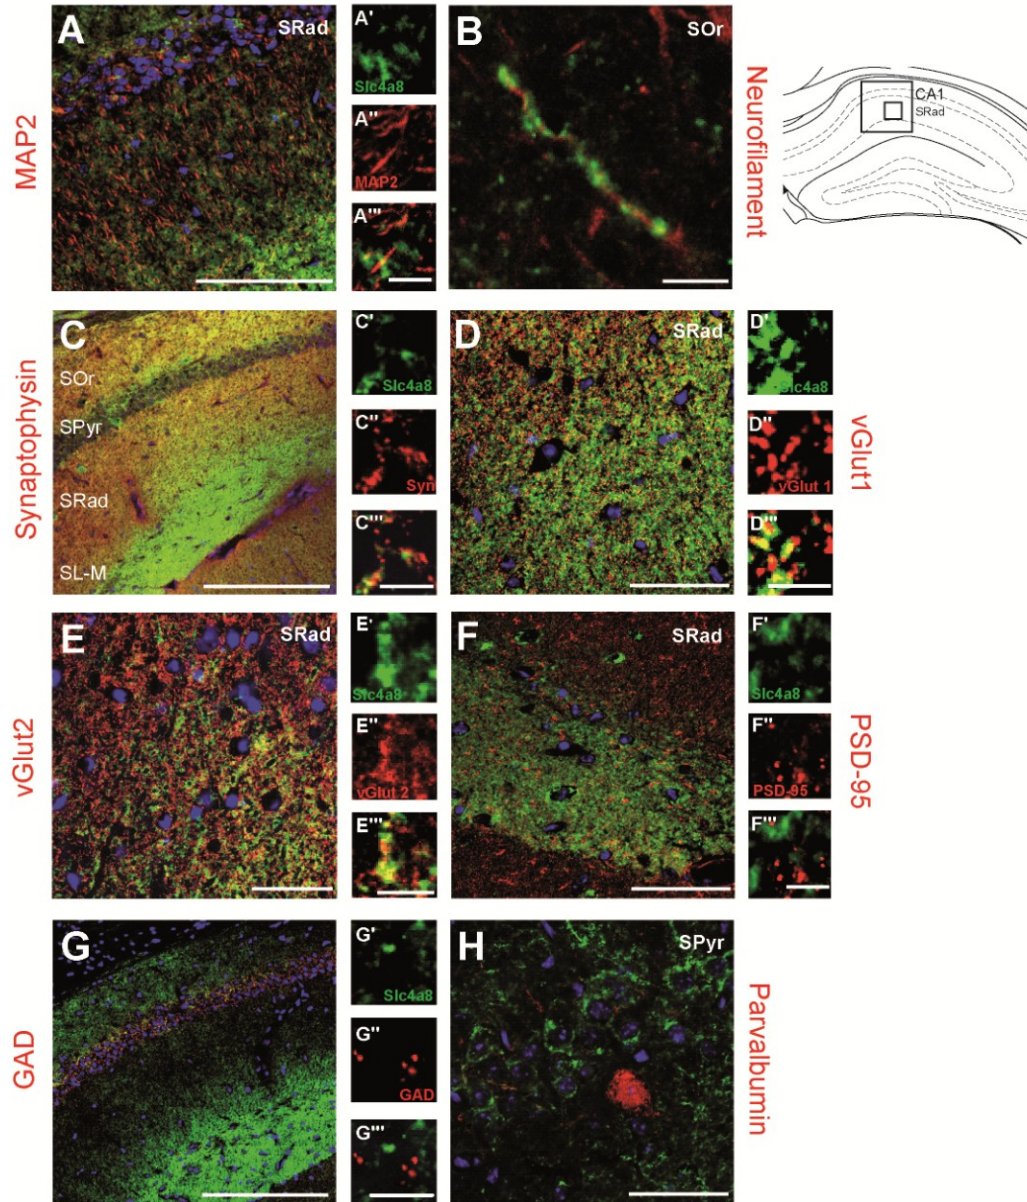 A
SRad
MAP2
A'
Slc4a8
A''
MAP2
A'''
B
SOr
Neurofilament
CA1
SRad
C
Synaptophysin
SOr
SPyr
SRad
SL-M
C'
Slc4a8
C''
Syn
C'''
D
SRad
D'
Slc4a8
D''
vGlut 1
D'''
vGlut1
E
SRad
vGlut2
E'
Slc4a8
E''
vGlut 2
E'''
F
SRad
F'
Slc4a8
F''
PSD-95
F'''
PSD-95
G
GAD
G'
Slc4a8
G''
GAD
G'''
H
SPyr
Parvalbumin